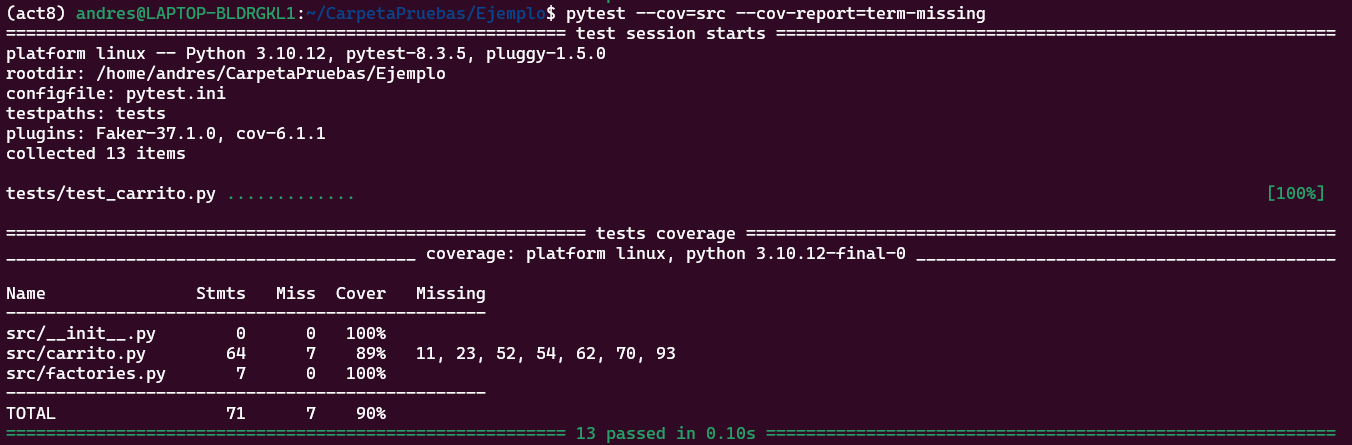 (act8) andres@LAPTOP-BLDRGKL1:~/CarpetaPruebas/Ejemplo$ pytest --cov=src --cov-report=term-missing
======================================================== test session starts ========================================================
platform linux -- Python 3.10.12, pytest-8.3.5, pluggy-1.5.0
rootdir: /home/andres/CarpetaPruebas/Ejemplo
configfile: pytest.ini
testpaths: tests
plugins: Faker-37.1.0, cov-6.1.1
collected 13 items
tests/test_carrito.py ............. [100%]
========================================================== tests coverage ===========================================================
_________________________________________ coverage: platform linux, python 3.10.12-final-0 __________________________________________
Name               Stmts   Miss  Cover   Missing
------------------------------------------------
src/__init__.py        0      0   100%
src/carrito.py        64      7    89%   11, 23, 52, 54, 62, 70, 93
src/factories.py       7      0   100%
------------------------------------------------
TOTAL                 71      7    90%
======================================================== 13 passed in 0.10s =========================================================